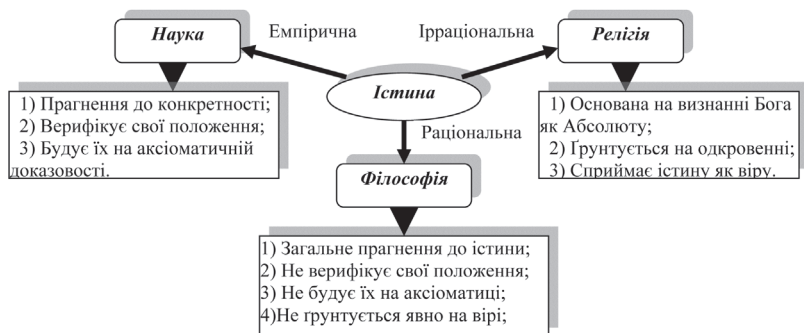 Наука
Емпірична
Ірраціональна
Релігія
Істина
1) Прагнення до конкретності;
2) Верифікує свої положення;
3) Будує їх на аксіоматичній
доказовості.
Раціональна
1) Основана на визнанні Бога
як Абсолюту;
2) Ґрунтується на одкровенні;
3) Сприймає істину як віру.
Філософія
1) Загальне прагнення до істини;
2) Не верифікує свої положення;
3) Не будує їх на аксіоматиці;
4)Не ґрунтується явно на вірі;